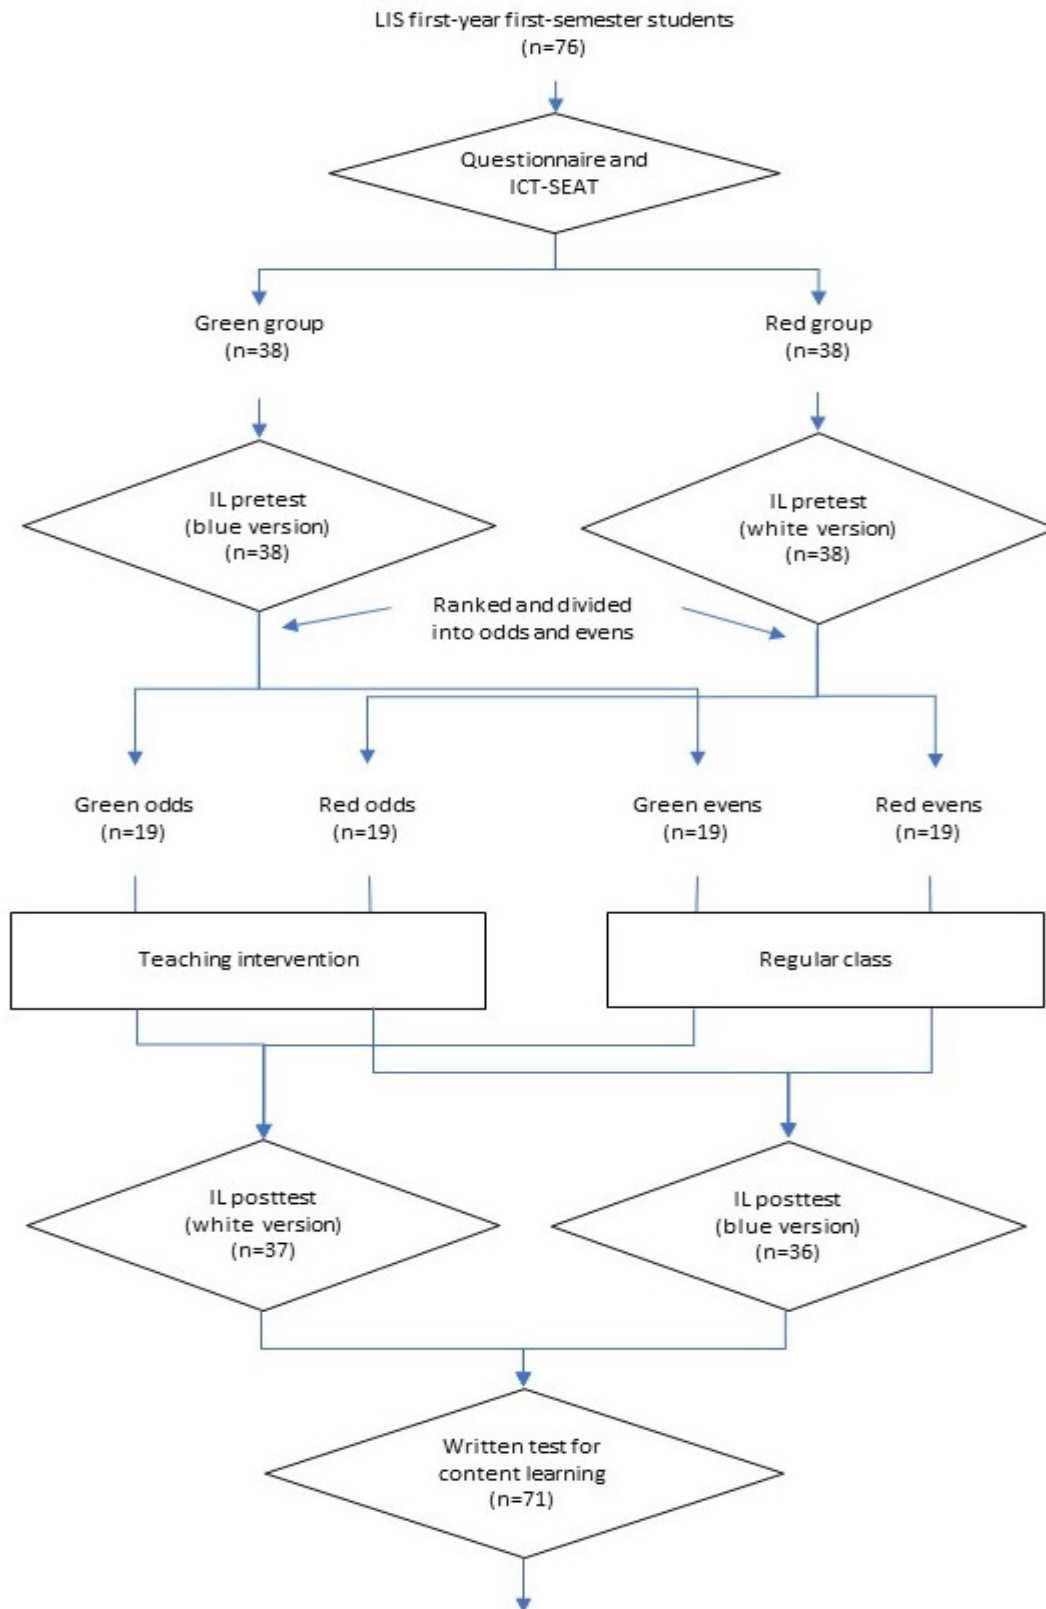 LIS first-year first-semester students
(n=76)
Questionnaire and
ICT-SEAT
Green group
(n=38)
Red group
(n=38)
IL pretest
(blue version)
(n=38)
IL pretest
(white version)
(n=38)
Ranked and divided
into odds and evens
Green odds
(n=19)
Red odds
(n=19)
Green evens
(n=19)
Red evens
(n=19)
Teaching intervention
Regular class
IL posttest
(white version)
(n=37)
IL posttest
(blue version)
(n=36)
Written test for
content learning
(n=71)